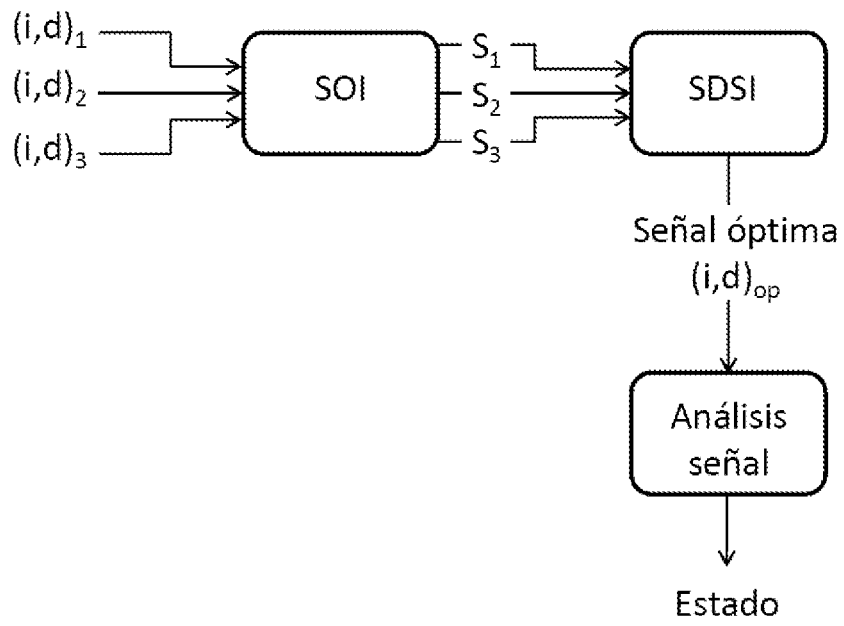 (i,d)₁
(i,d)₂
(i,d)₃
SOI
S₁
S₂
S₃
SDSI
Señal óptima
(i,d)ₒₚ
Análisis
señal
Estado